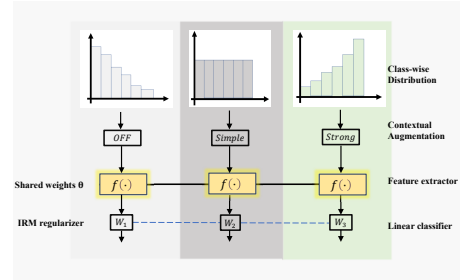 Class-wise
Distribution
Contextual
Augmentation
OFF
Simple
Strong
Shared weights θ
f(·)
f(·)
f(·)
Feature extractor
IRM regularizer
W₁
W₂
W₃
Linear classifier